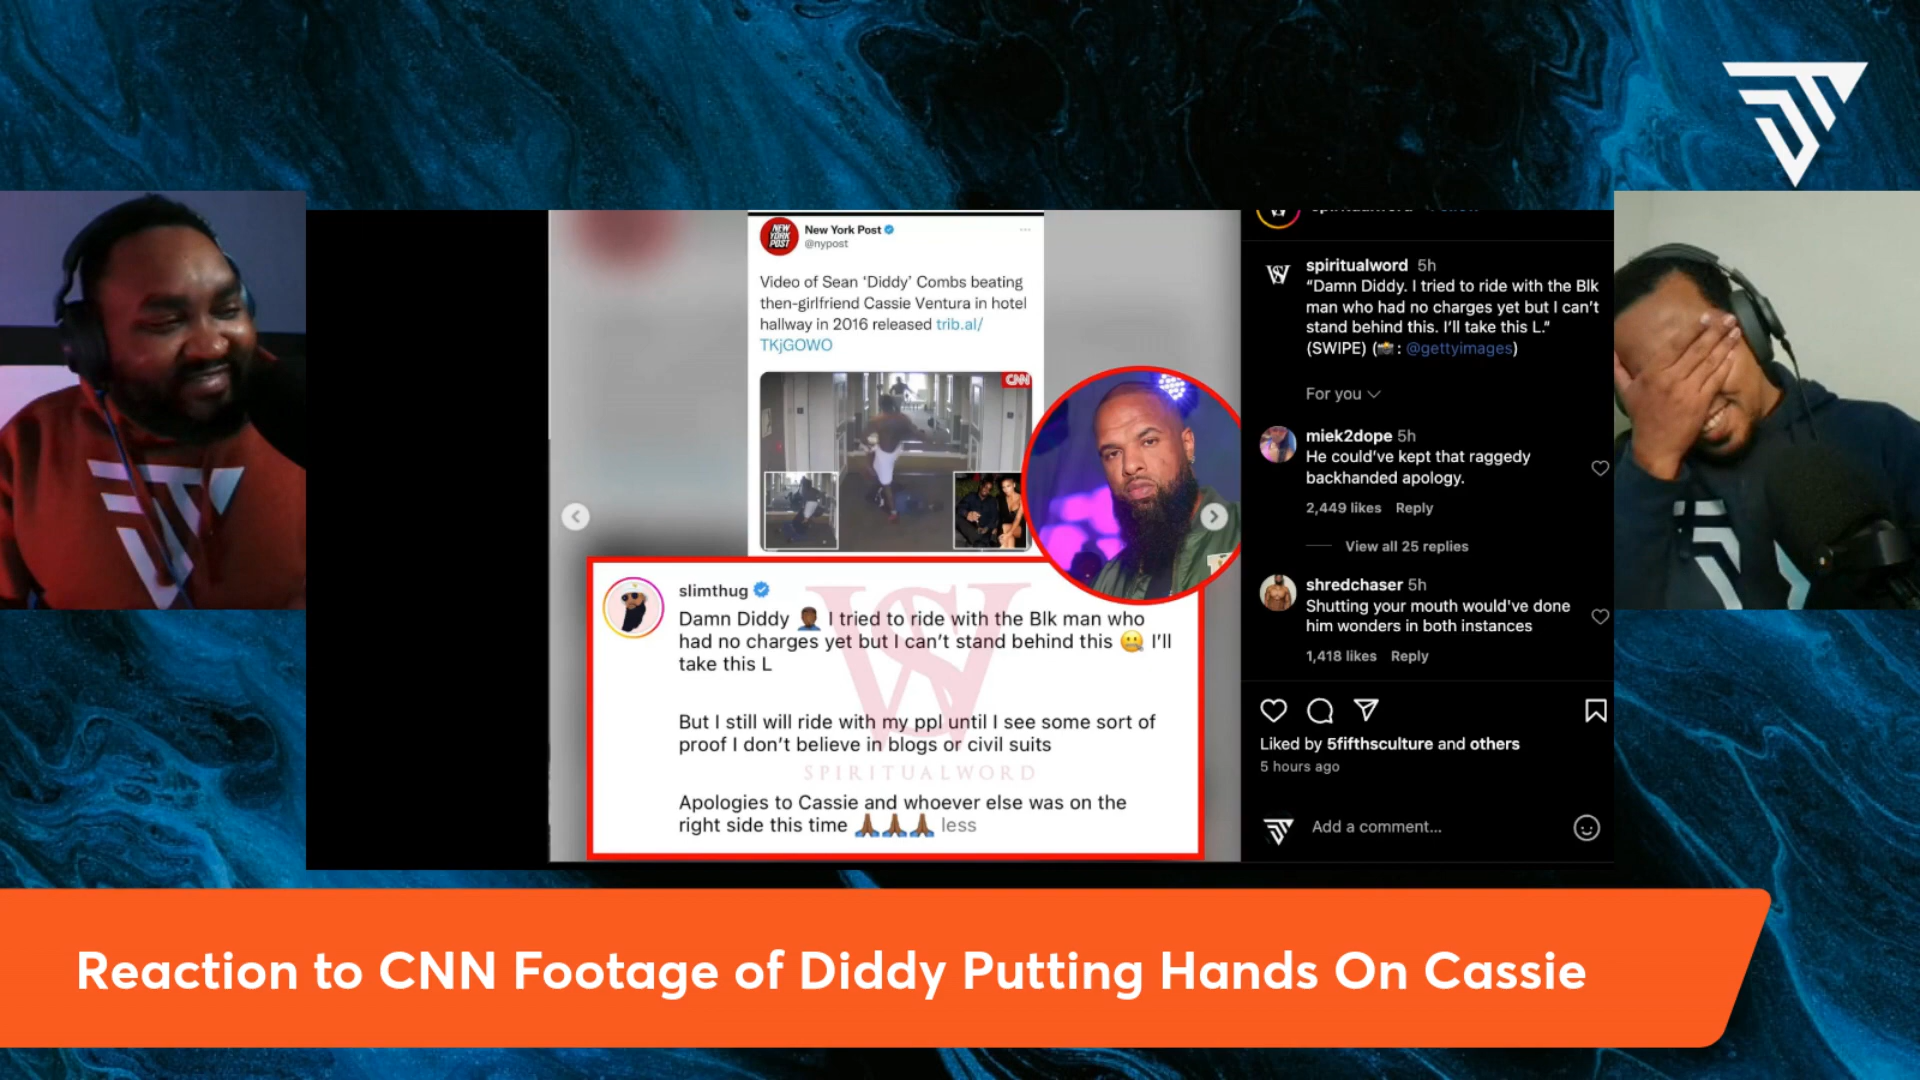 New York Post
@nypost
Video of Sean ‘Diddy’ Combs beating
then-girlfriend Cassie Ventura in hotel
hallway in 2016 released trib.al/
TKjGOWO
NEW
YORK
POST
CNN
slimthug
Damn Diddy 🤦🏾‍♂️ I tried to ride with the Blk man who
had no charges yet but I can’t stand behind this 🤐 I’ll
take this L
But I still will ride with my ppl until I see some sort of
proof I don’t believe in blogs or civil suits
SPIRITUALWORD
Apologies to Cassie and whoever else was on the
right side this time 🙏🏾🙏🏾🙏🏾 less
spiritualword 5h
“Damn Diddy. I tried to ride with the Blk
man who had no charges yet but I can’t
stand behind this. I’ll take this L.”
(SWIPE) (📸: @gettyimages)
For you
miek2dope 5h
He could’ve kept that raggedy
backhanded apology.
2,449 likes Reply
View all 25 replies
shredchaser 5h
Shutting your mouth would've done
him wonders in both instances
1,418 likes Reply
Liked by 5fifthsculture and others
5 hours ago
Add a comment...
Reaction to CNN Footage of Diddy Putting Hands On Cassie